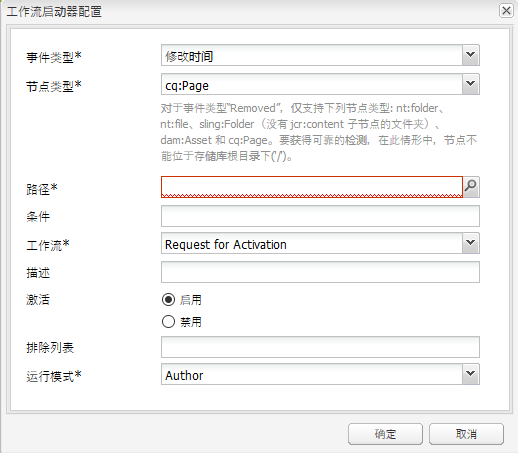 工作流启动器配置
事件类型* 修改时间
节点类型* cq:Page
对于事件类型“Removed”，仅支持下列节点类型: nt:folder、
nt:file、sling:Folder（没有 jcr:content 子节点的文件夹）、
dam:Asset 和 cq:Page。要获得可靠的检测，在此情形中，节点不
能位于存储库根目录下('/')。
路径*
条件
工作流* Request for Activation
描述
激活 启用
禁用
排除列表
运行模式* Author
确定 取消